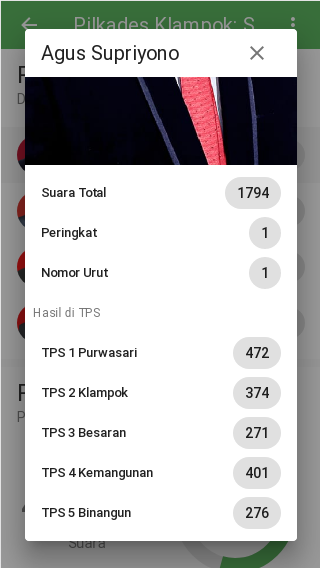 Pilkades Klampok: S
Agus Supriyono
Suara Total 1794
Peringkat 1
Nomor Urut 1
Hasil di TPS
TPS 1 Purwasari 472
TPS 2 Klampok 374
TPS 3 Besaran 271
TPS 4 Kemangunan 401
TPS 5 Binangun 276
Suara